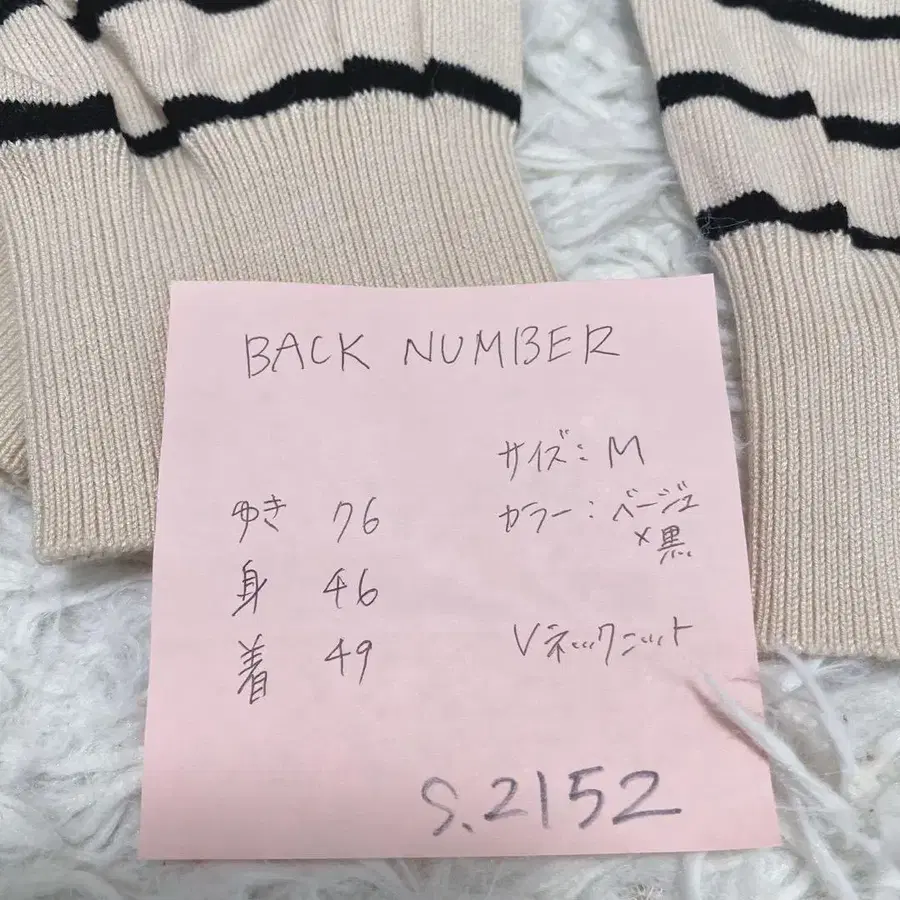 BACK NUMBER
サイズ：M
カラー：ベージュ
×黒
ゆき 76
身 46
着 49
Vネックニット
S.2152